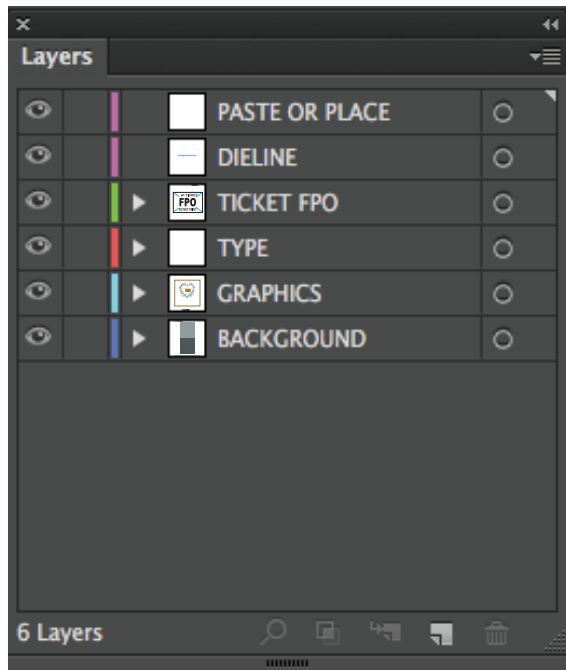 Layers
PASTE OR PLACE
DIELINE
FPO
TICKET FPO
TYPE
GRAPHICS
BACKGROUND
6 Layers